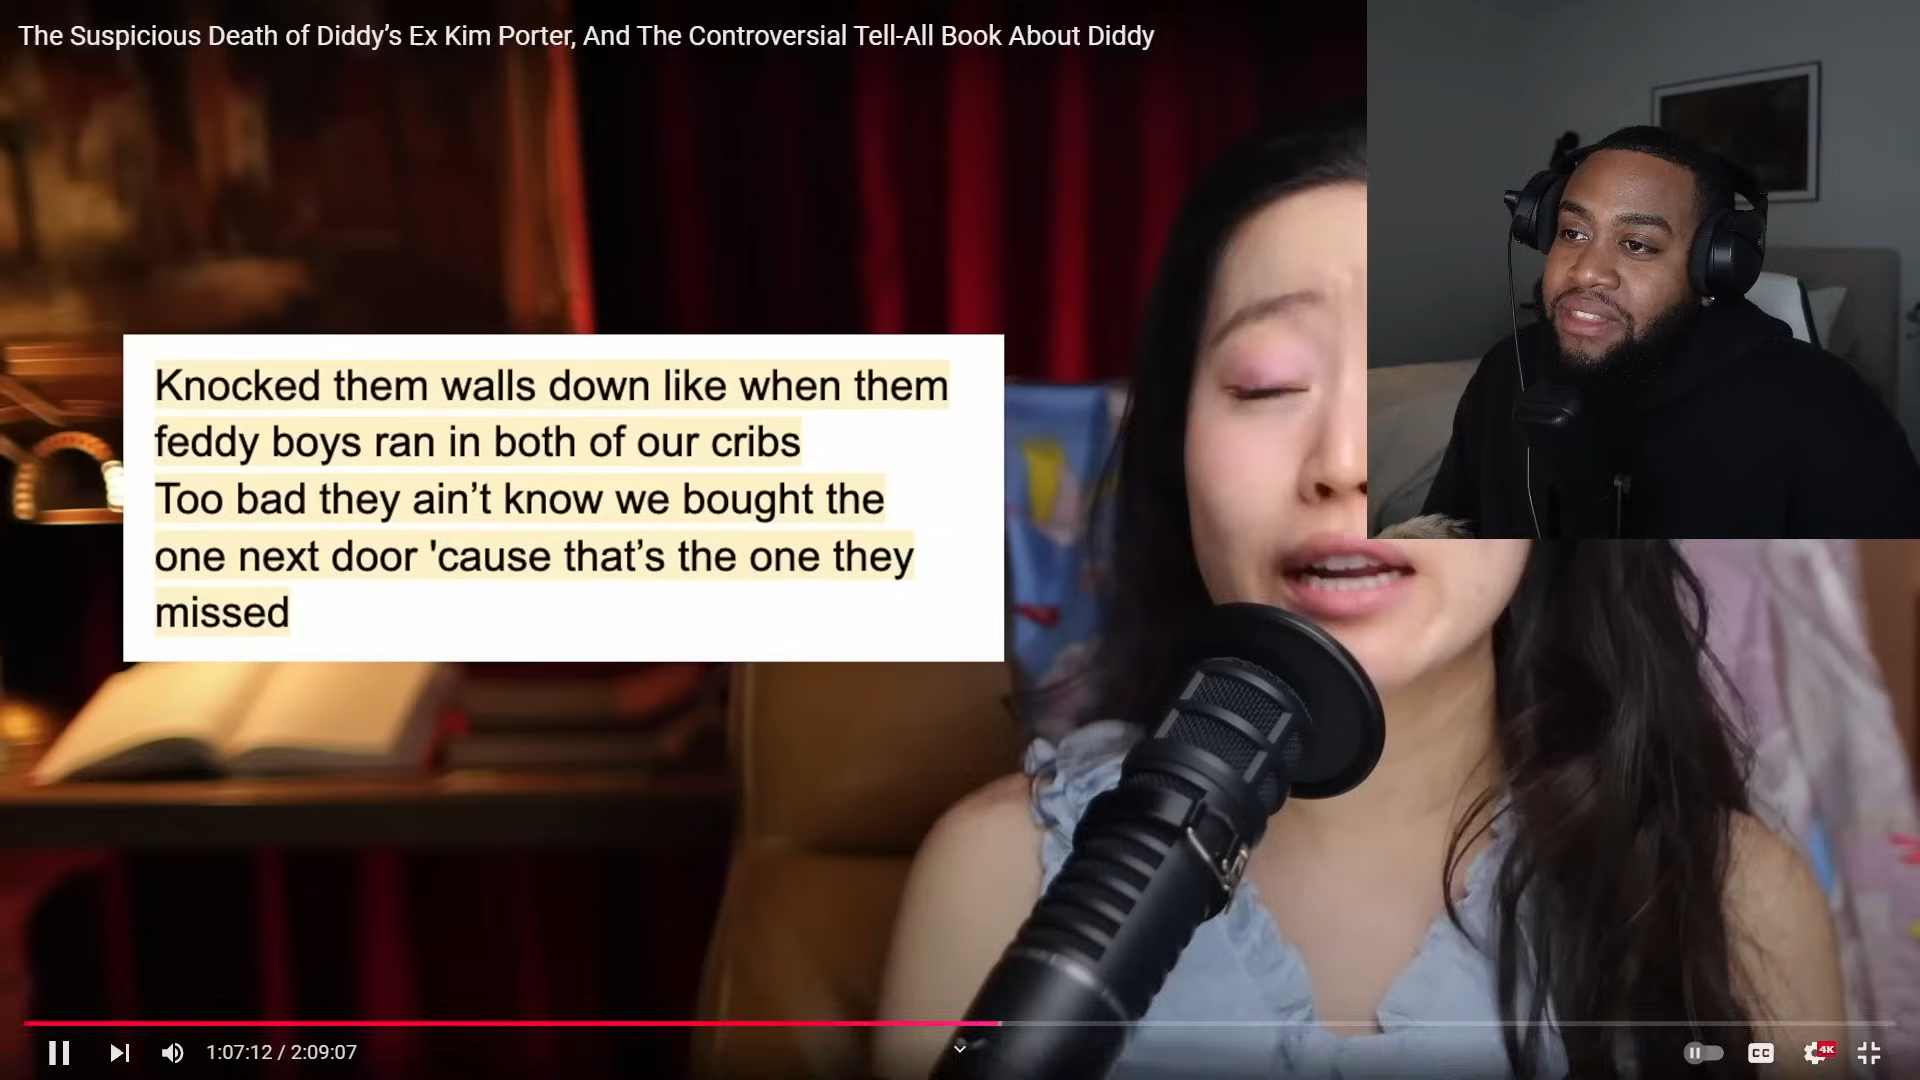 The Suspicious Death of Diddy’s Ex Kim Porter, And The Controversial Tell-All Book About Diddy
Knocked them walls down like when them
feddy boys ran in both of our cribs
Too bad they ain’t know we bought the
one next door 'cause that’s the one they
missed
1:07:12 / 2:09:07
CC
4K